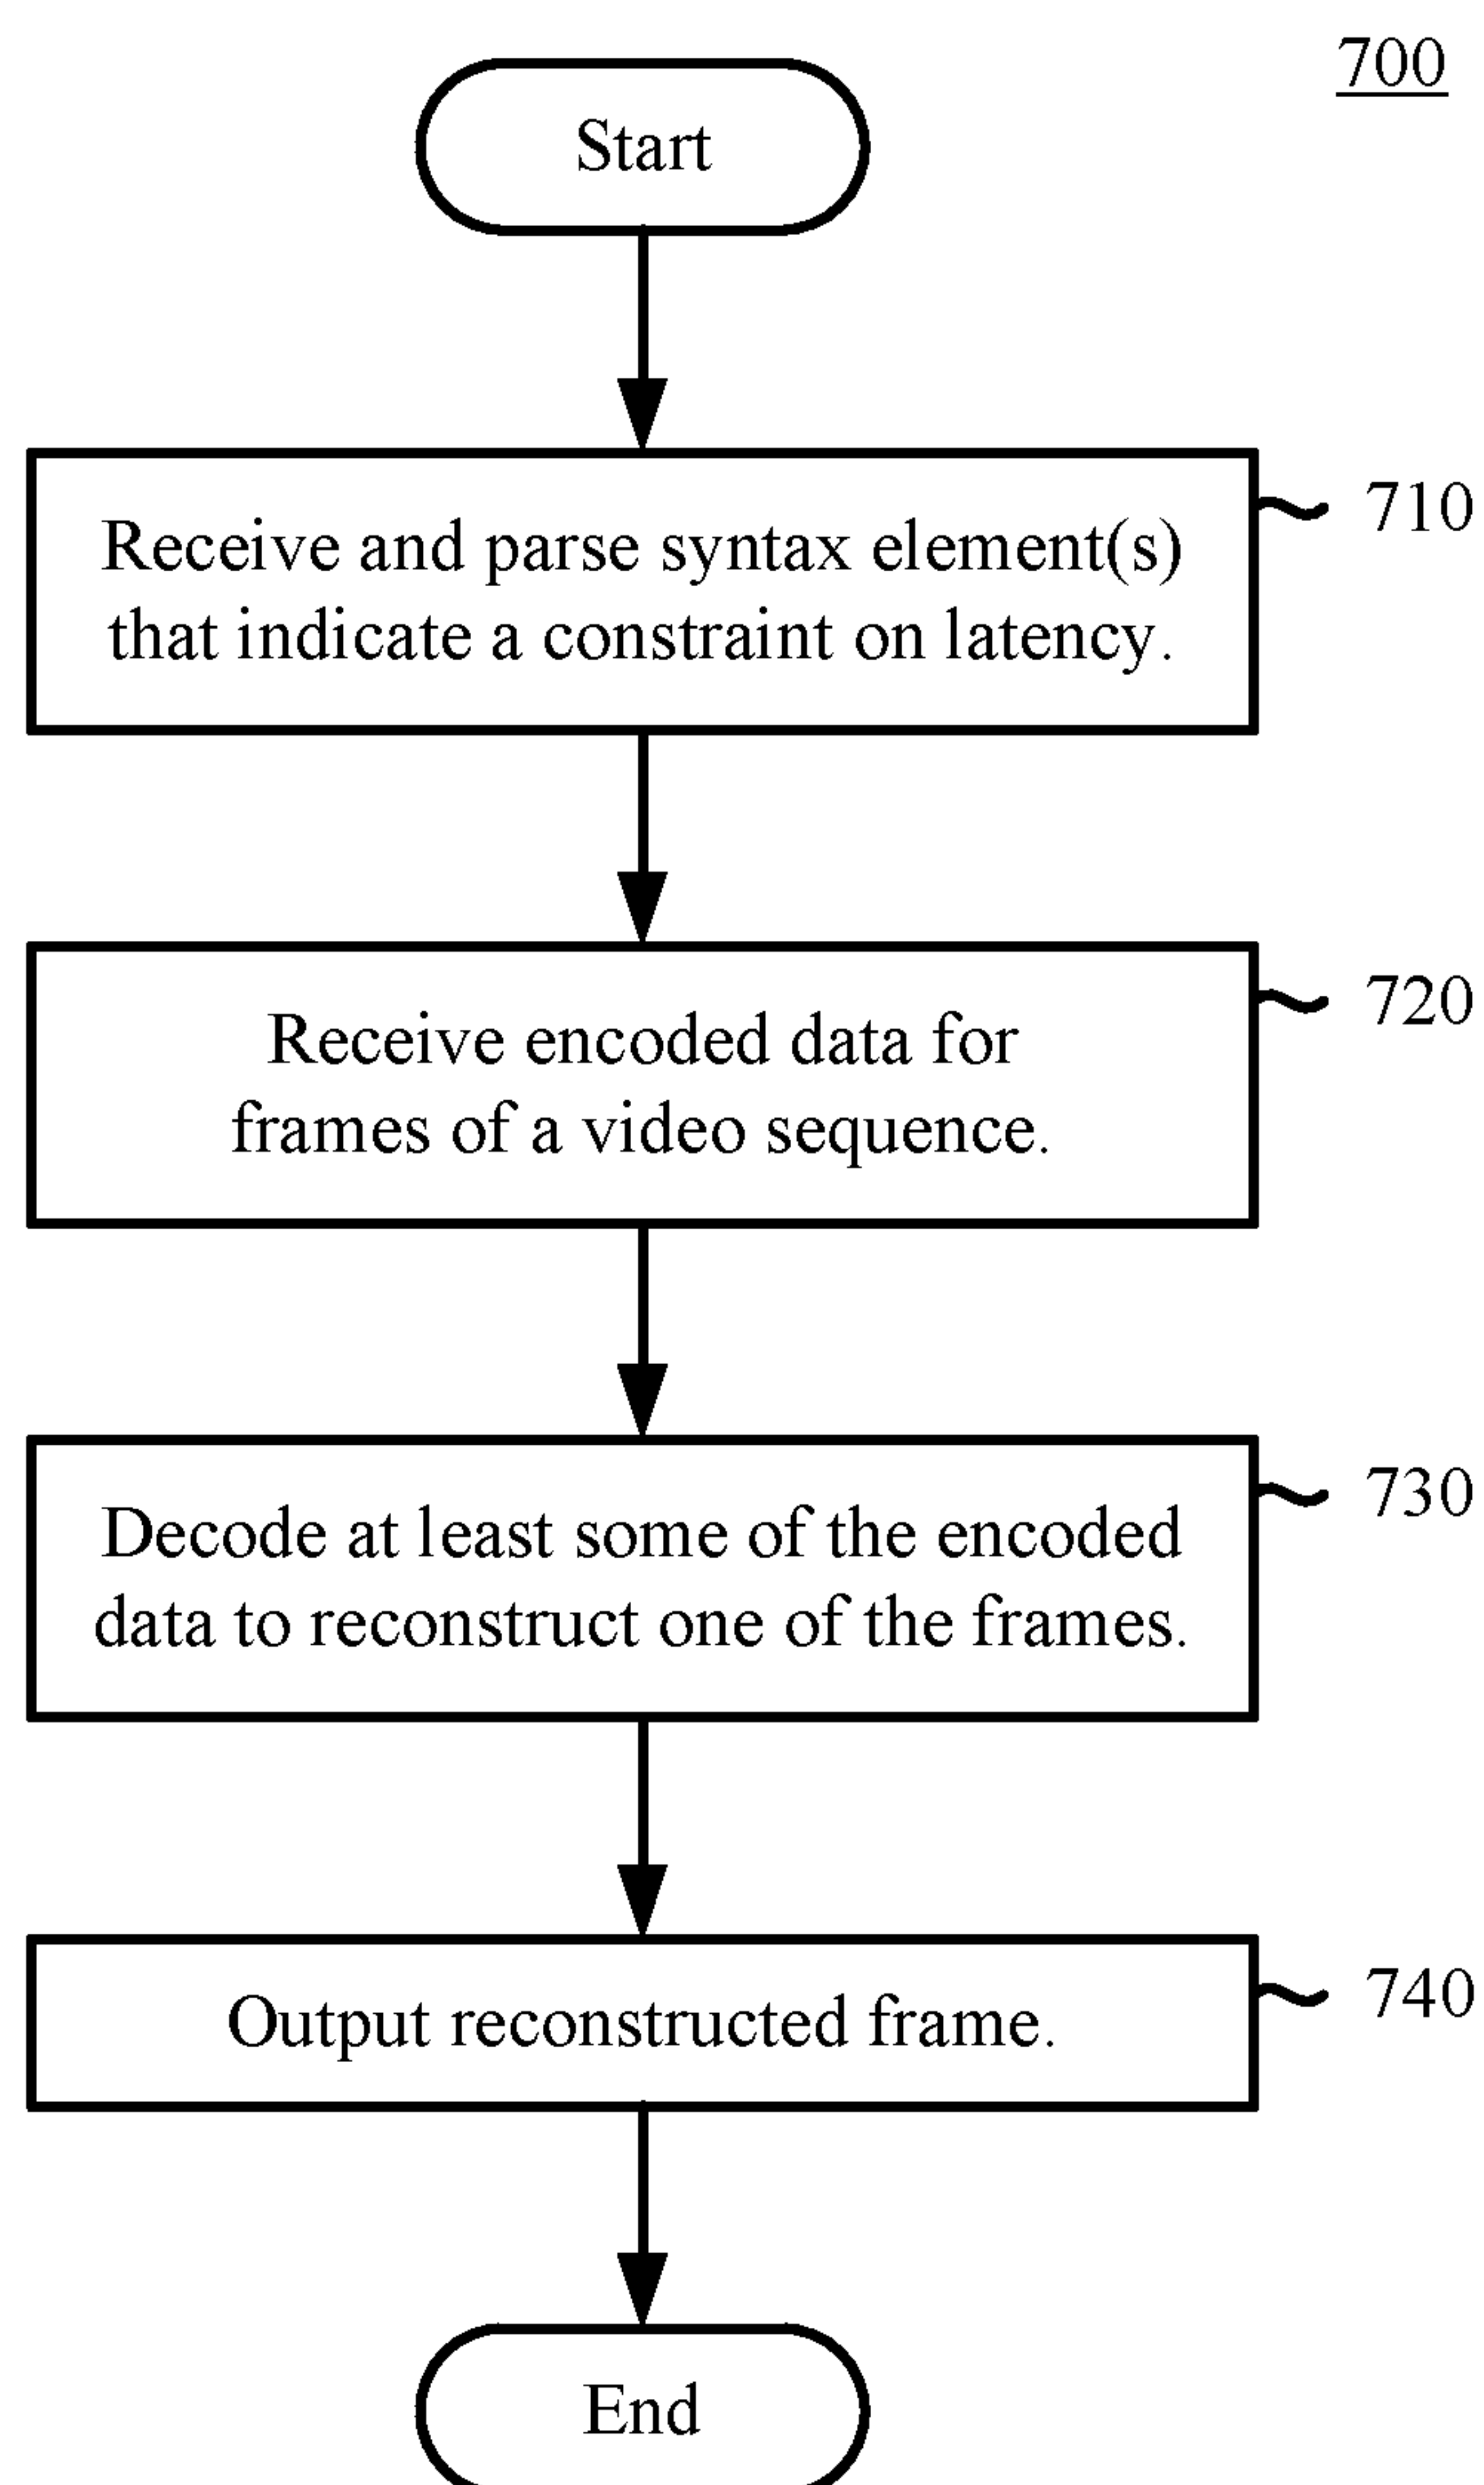 700
Start
Receive and parse syntax element(s)
that indicate a constraint on latency.
710
Receive encoded data for
frames of a video sequence.
720
Decode at least some of the encoded
data to reconstruct one of the frames.
730
Output reconstructed frame.
740
End